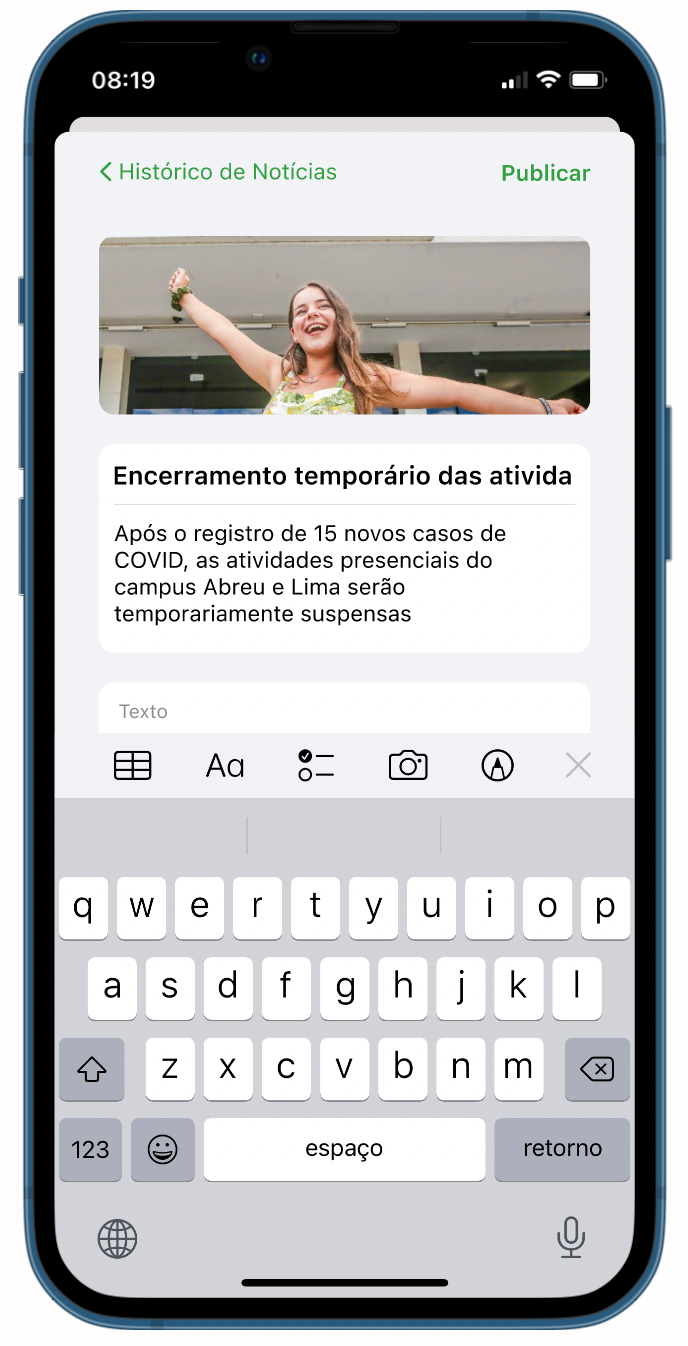 08:19
Histórico de Notícias
Publicar
Encerramento temporário das ativida
Após o registro de 15 novos casos de
COVID, as atividades presenciais do
campus Abreu e Lima serão
temporariamente suspensas
Texto
Aa
q w e r t y u i o p
a s d f g h j k l
z x c v b n m
123 espaço retorno